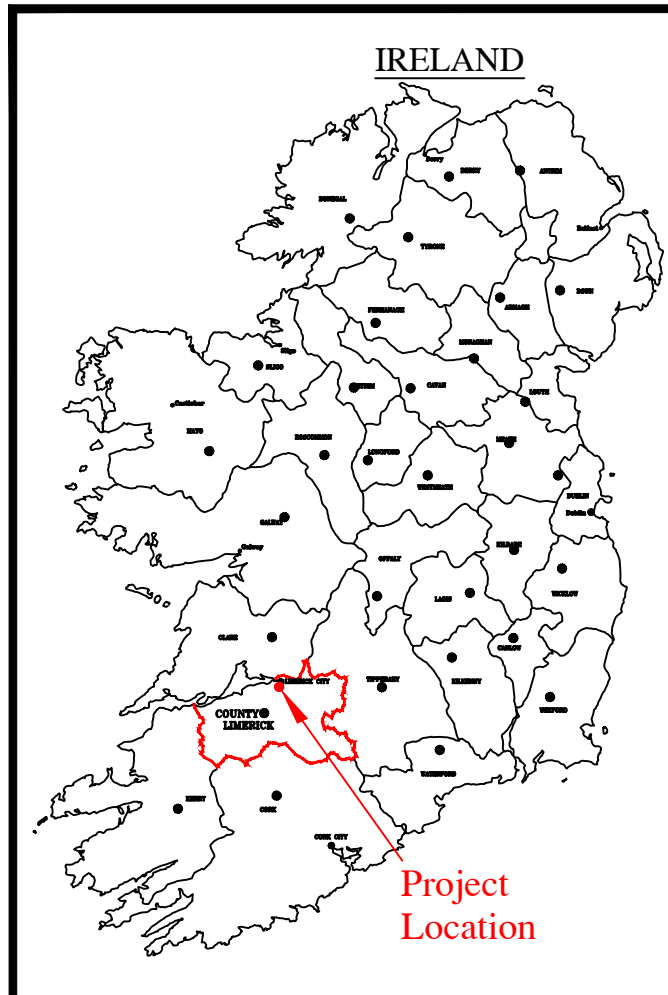 IRELAND
Derry
DERRY
ANTRIM
DONEGAL
Belfast
TYRONE
DOWN
ARMAGH
FERMANAGH
MONAGHAN
Sligo
SLIGO
CAVAN
LOUTH
Castlebar
MAYO
ROSCOMMON
LONGFORD
MEATH
WESTMEATH
DUBLIN
Dublin
GALWAY
Galway
OFFALY
KILDARE
LAOIS
WICKLOW
CLARE
CARLOW
LIMERICK CITY
TIPPERARY
KILKENNY
WEXFORD
COUNTY
LIMERICK
WATERFORD
KERRY
CORK
CORK CITY
Project
Location